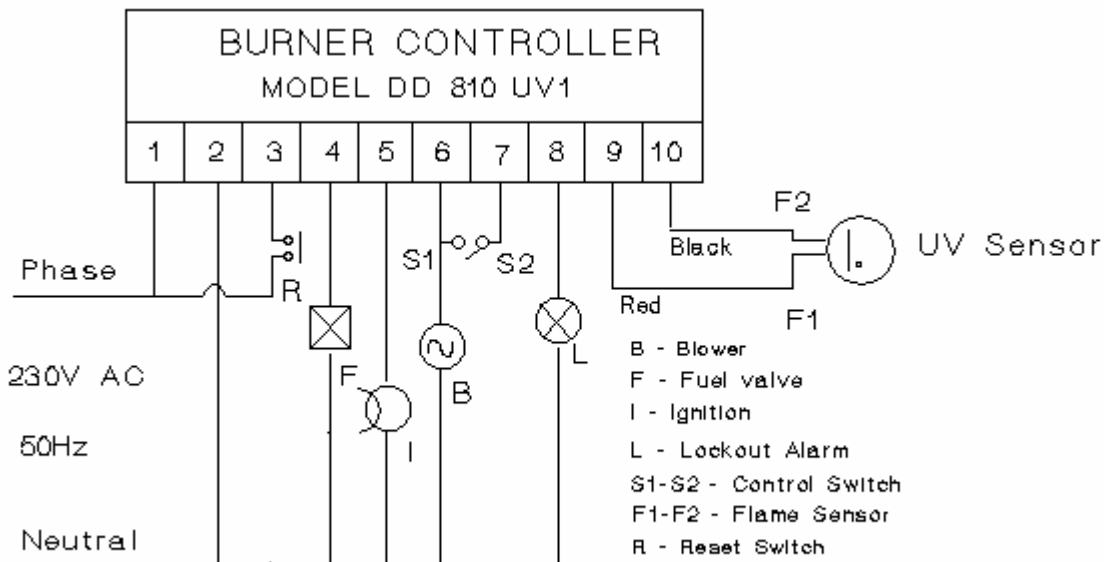 BURNER CONTROLLER
MODEL DD 810 UV1
1 2 3 4 5 6 7 8 9 10
F2
Black
UV Sensor
S1 S2
Phase
R
Red
F1
L
B - Blower
230V AC
F
B
F - Fuel valve
I - Ignition
50Hz
I
L - Lockout Alarm
S1-S2 - Control Switch
F1-F2 - Flame Sensor
Neutral
R - Reset Switch